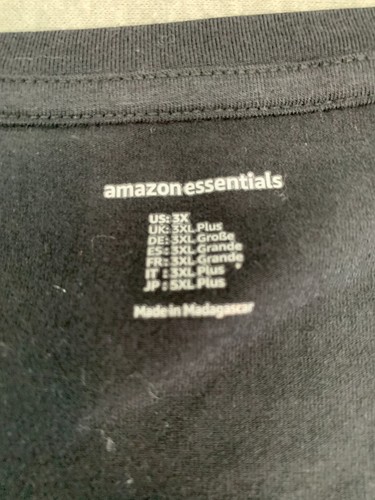 amazon essentials
US: 3X
UK: 3XL Plus
DE: 3XL Große
ES: 3XL Grande
FR: 3XL Grande
IT : 3XL Plus
JP : 5XL Plus
Made in Madagascar